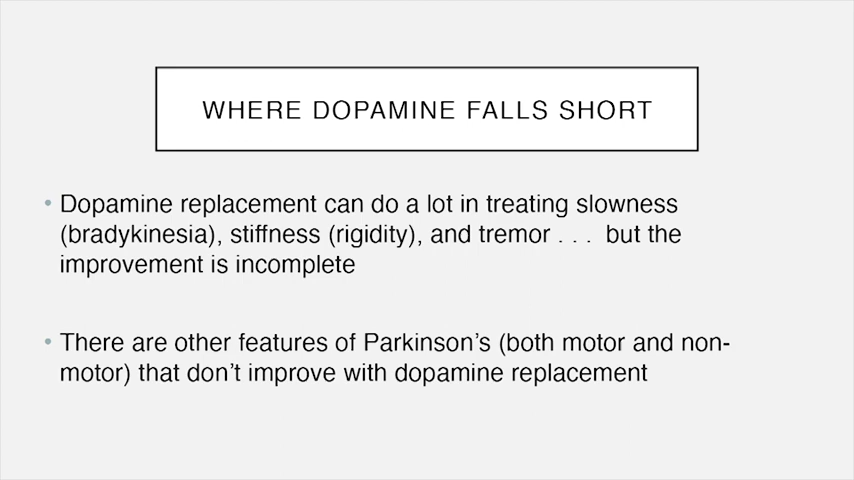 WHERE DOPAMINE FALLS SHORT
• Dopamine replacement can do a lot in treating slowness
(bradykinesia), stiffness (rigidity), and tremor . . .  but the
improvement is incomplete
• There are other features of Parkinson’s (both motor and non-
motor) that don’t improve with dopamine replacement